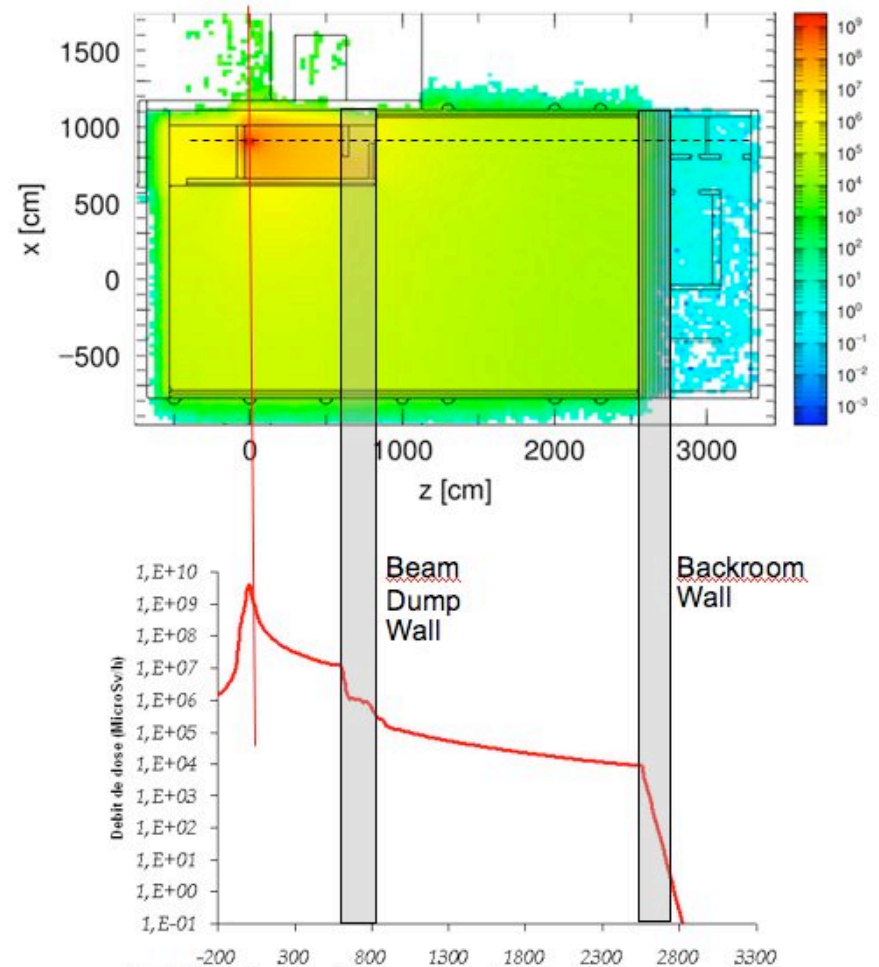 1500
1000
500
0
−500
x [cm]
0
1000
2000
3000
z [cm]
10⁹
10⁸
10⁷
10⁶
10⁵
10⁴
10³
10²
10¹
10⁰
10⁻¹
10⁻²
10⁻³
Beam
Dump
Wall
Backroom
Wall
Debit de dose (MicroSv/h)
1,E+10
1,E+09
1,E+08
1,E+07
1,E+06
1,E+05
1,E+04
1,E+03
1,E+02
1,E+01
1,E+00
1,E-01
-200
300
800
1300
1800
2300
2800
3300